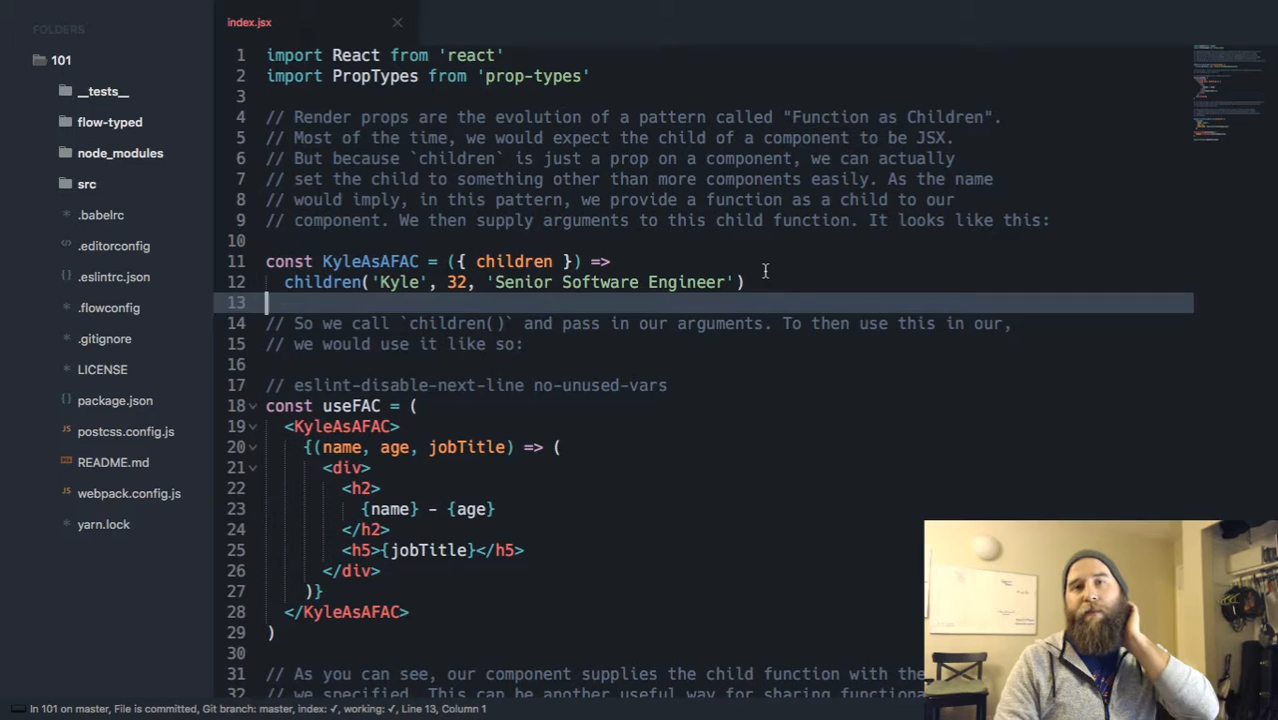 FOLDERS
101
__tests__
flow-typed
node_modules
src
.babelrc
.editorconfig
.eslintrc.json
.flowconfig
.gitignore
LICENSE
package.json
postcss.config.js
README.md
webpack.config.js
yarn.lock
index.jsx
1 import React from 'react'
2 import PropTypes from 'prop-types'
3
4 // Render props are the evolution of a pattern called "Function as Children".
5 // Most of the time, we would expect the child of a component to be JSX.
6 // But because `children` is just a prop on a component, we can actually
7 // set the child to something other than more components easily. As the name
8 // would imply, in this pattern, we provide a function as a child to our
9 // component. We then supply arguments to this child function. It looks like this:
10
11 const KyleAsAFAC = ({ children }) =>
12 children('Kyle', 32, 'Senior Software Engineer')
13
14 // So we call `children()` and pass in our arguments. To then use this in our,
15 // we would use it like so:
16
17 // eslint-disable-next-line no-unused-vars
18 const useFAC = (
19 <KyleAsAFAC>
20 {(name, age, jobTitle) => (
21 <div>
22 <h2>
23 {name} - {age}
24 </h2>
25 <h5>{jobTitle}</h5>
26 </div>
27 )}
28 </KyleAsAFAC>
29 )
30
31 // As you can see, our component supplies the child function with the
32 // we specified. This can be another useful way for sharing functiona
In 101 on master, File is committed, Git branch: master, index: ✓, working: ✓, Line 13, Column 1